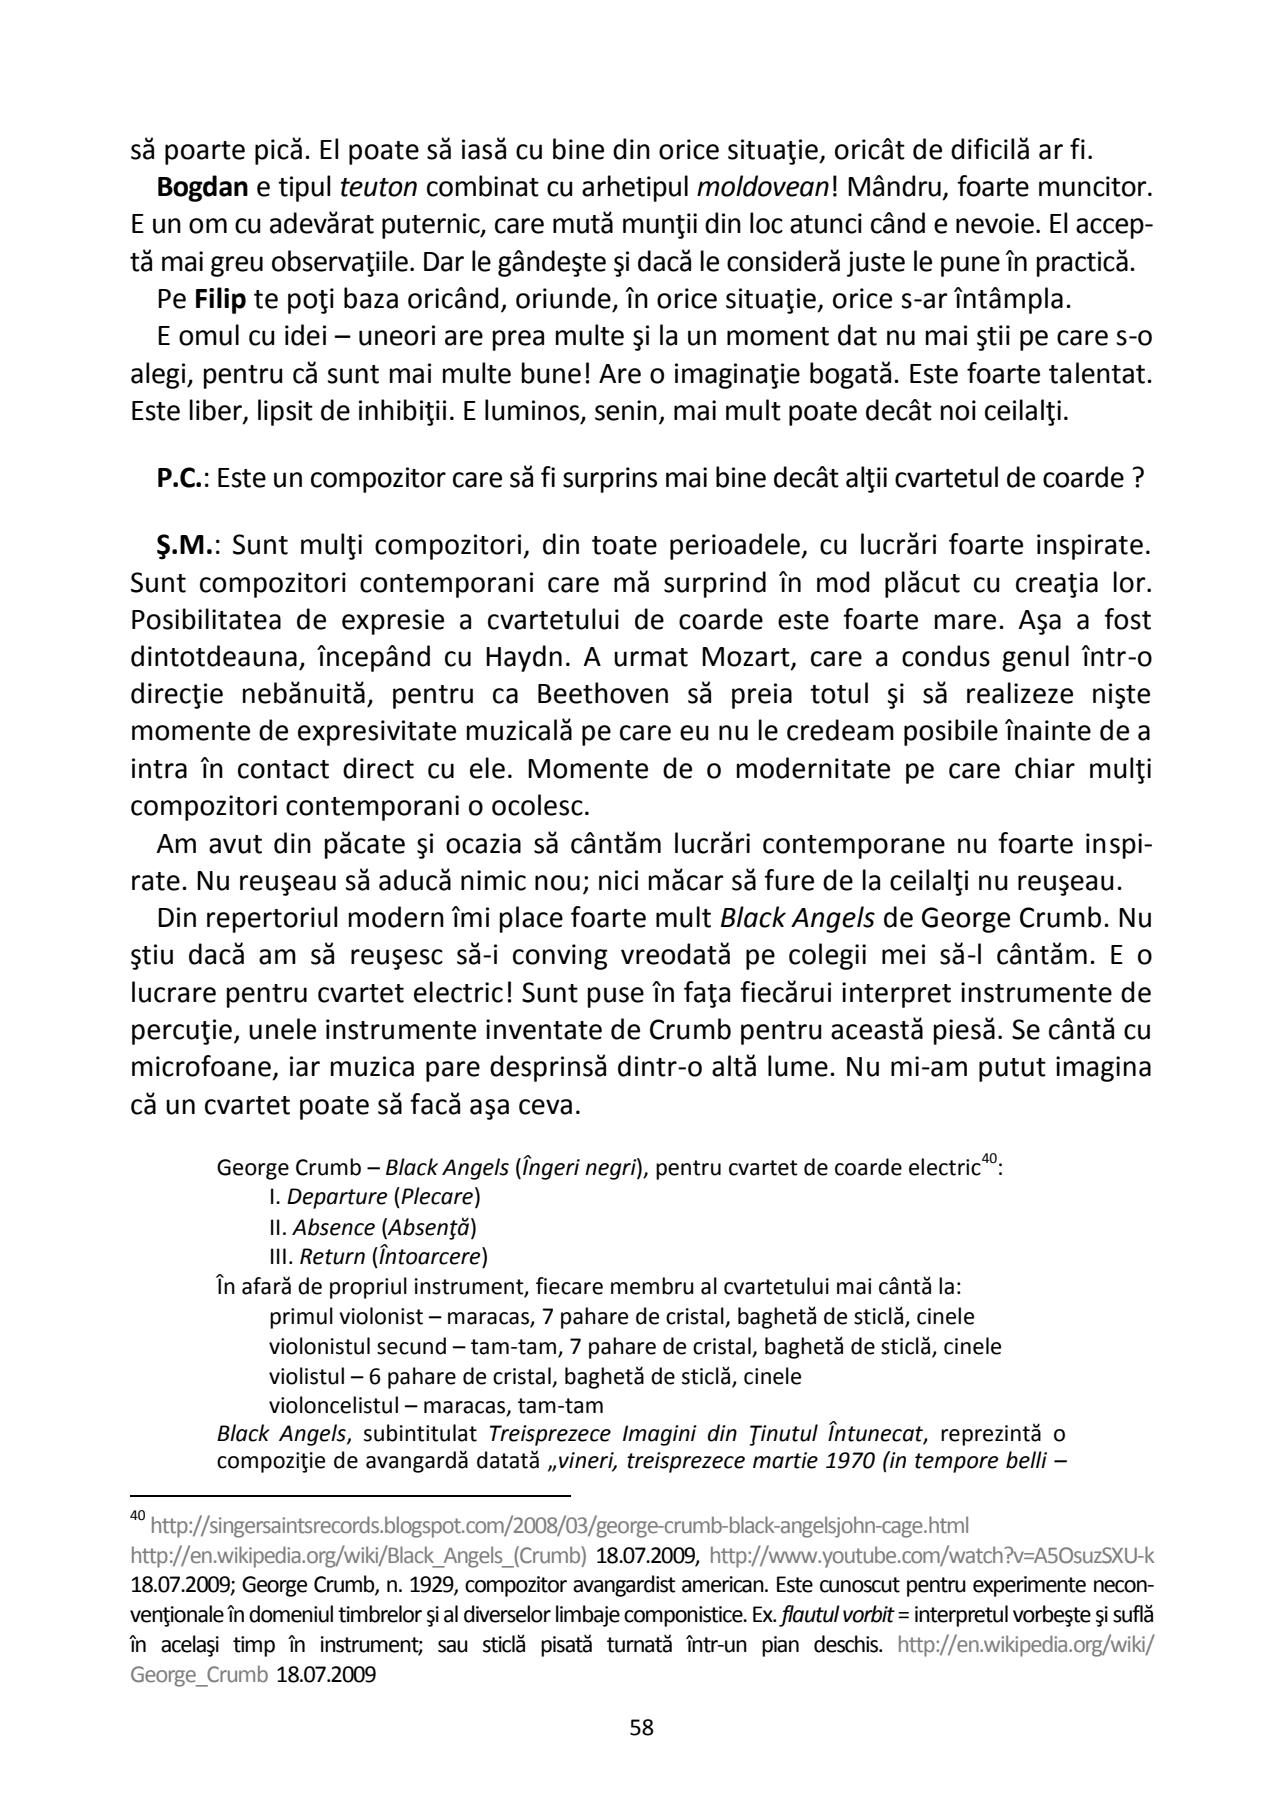 să poarte pică. El poate să iasă cu bine din orice situaţie, oricât de dificilă ar fi.
Bogdan e tipul teuton combinat cu arhetipul moldovean! Mândru, foarte muncitor.
E un om cu adevărat puternic, care mută munţii din loc atunci când e nevoie. El accep-
tă mai greu observaţiile. Dar le gândeşte şi dacă le consideră juste le pune în practică.
Pe Filip te poţi baza oricând, oriunde, în orice situaţie, orice s-ar întâmpla.
E omul cu idei – uneori are prea multe şi la un moment dat nu mai ştii pe care s-o
alegi, pentru că sunt mai multe bune! Are o imaginaţie bogată. Este foarte talentat.
Este liber, lipsit de inhibiţii. E luminos, senin, mai mult poate decât noi ceilalţi.
P.C.: Este un compozitor care să fi surprins mai bine decât alţii cvartetul de coarde ?
Ş.M.: Sunt mulţi compozitori, din toate perioadele, cu lucrări foarte inspirate.
Sunt compozitori contemporani care mă surprind în mod plăcut cu creaţia lor.
Posibilitatea de expresie a cvartetului de coarde este foarte mare. Aşa a fost
dintotdeauna, începând cu Haydn. A urmat Mozart, care a condus genul într-o
direcţie nebănuită, pentru ca Beethoven să preia totul şi să realizeze nişte
momente de expresivitate muzicală pe care eu nu le credeam posibile înainte de a
intra în contact direct cu ele. Momente de o modernitate pe care chiar mulţi
compozitori contemporani o ocolesc.
Am avut din păcate şi ocazia să cântăm lucrări contemporane nu foarte inspi-
rate. Nu reuşeau să aducă nimic nou; nici măcar să fure de la ceilalţi nu reuşeau.
Din repertoriul modern îmi place foarte mult Black Angels de George Crumb. Nu
ştiu dacă am să reuşesc să-i conving vreodată pe colegii mei să-l cântăm. E o
lucrare pentru cvartet electric! Sunt puse în faţa fiecărui interpret instrumente de
percuţie, unele instrumente inventate de Crumb pentru această piesă. Se cântă cu
microfoane, iar muzica pare desprinsă dintr-o altă lume. Nu mi-am putut imagina
că un cvartet poate să facă aşa ceva.
George Crumb – Black Angels (Îngeri negri), pentru cvartet de coarde electric40:
I. Departure (Plecare)
II. Absence (Absenţă)
III. Return (Întoarcere)
În afară de propriul instrument, fiecare membru al cvartetului mai cântă la:
primul violonist – maracas, 7 pahare de cristal, baghetă de sticlă, cinele
violonistul secund – tam-tam, 7 pahare de cristal, baghetă de sticlă, cinele
violistul – 6 pahare de cristal, baghetă de sticlă, cinele
violoncelistul – maracas, tam-tam
Black Angels, subintitulat Treisprezece Imagini din Ţinutul Întunecat, reprezintă o
compoziţie de avangardă datată „vineri, treisprezece martie 1970 (in tempore belli –
40 http://singersaintsrecords.blogspot.com/2008/03/george-crumb-black-angelsjohn-cage.html
http://en.wikipedia.org/wiki/Black_Angels_(Crumb) 18.07.2009, http://www.youtube.com/watch?v=A5OsuzSXU-k
18.07.2009; George Crumb, n. 1929, compozitor avangardist american. Este cunoscut pentru experimente necon-
venţionale în domeniul timbrelor şi al diverselor limbaje componistice. Ex. flautul vorbit = interpretul vorbeşte şi suflă
în acelaşi timp în instrument; sau sticlă pisată turnată într-un pian deschis. http://en.wikipedia.org/wiki/
George_Crumb 18.07.2009
58